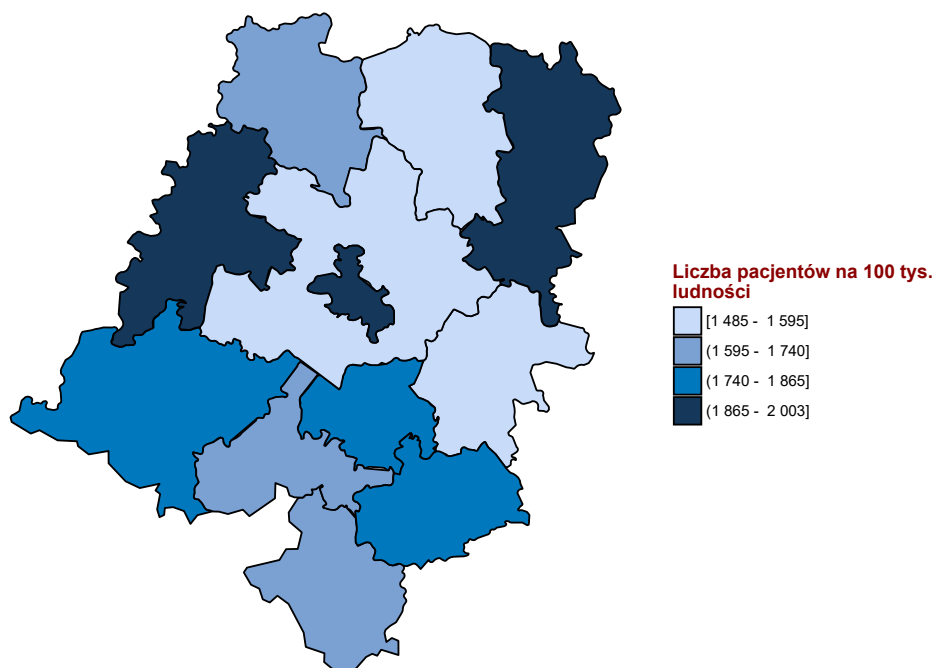 Liczba pacjentów na 100 tys.
ludności
[1 485 - 1 595]
(1 595 - 1 740]
(1 740 - 1 865]
(1 865 - 2 003]